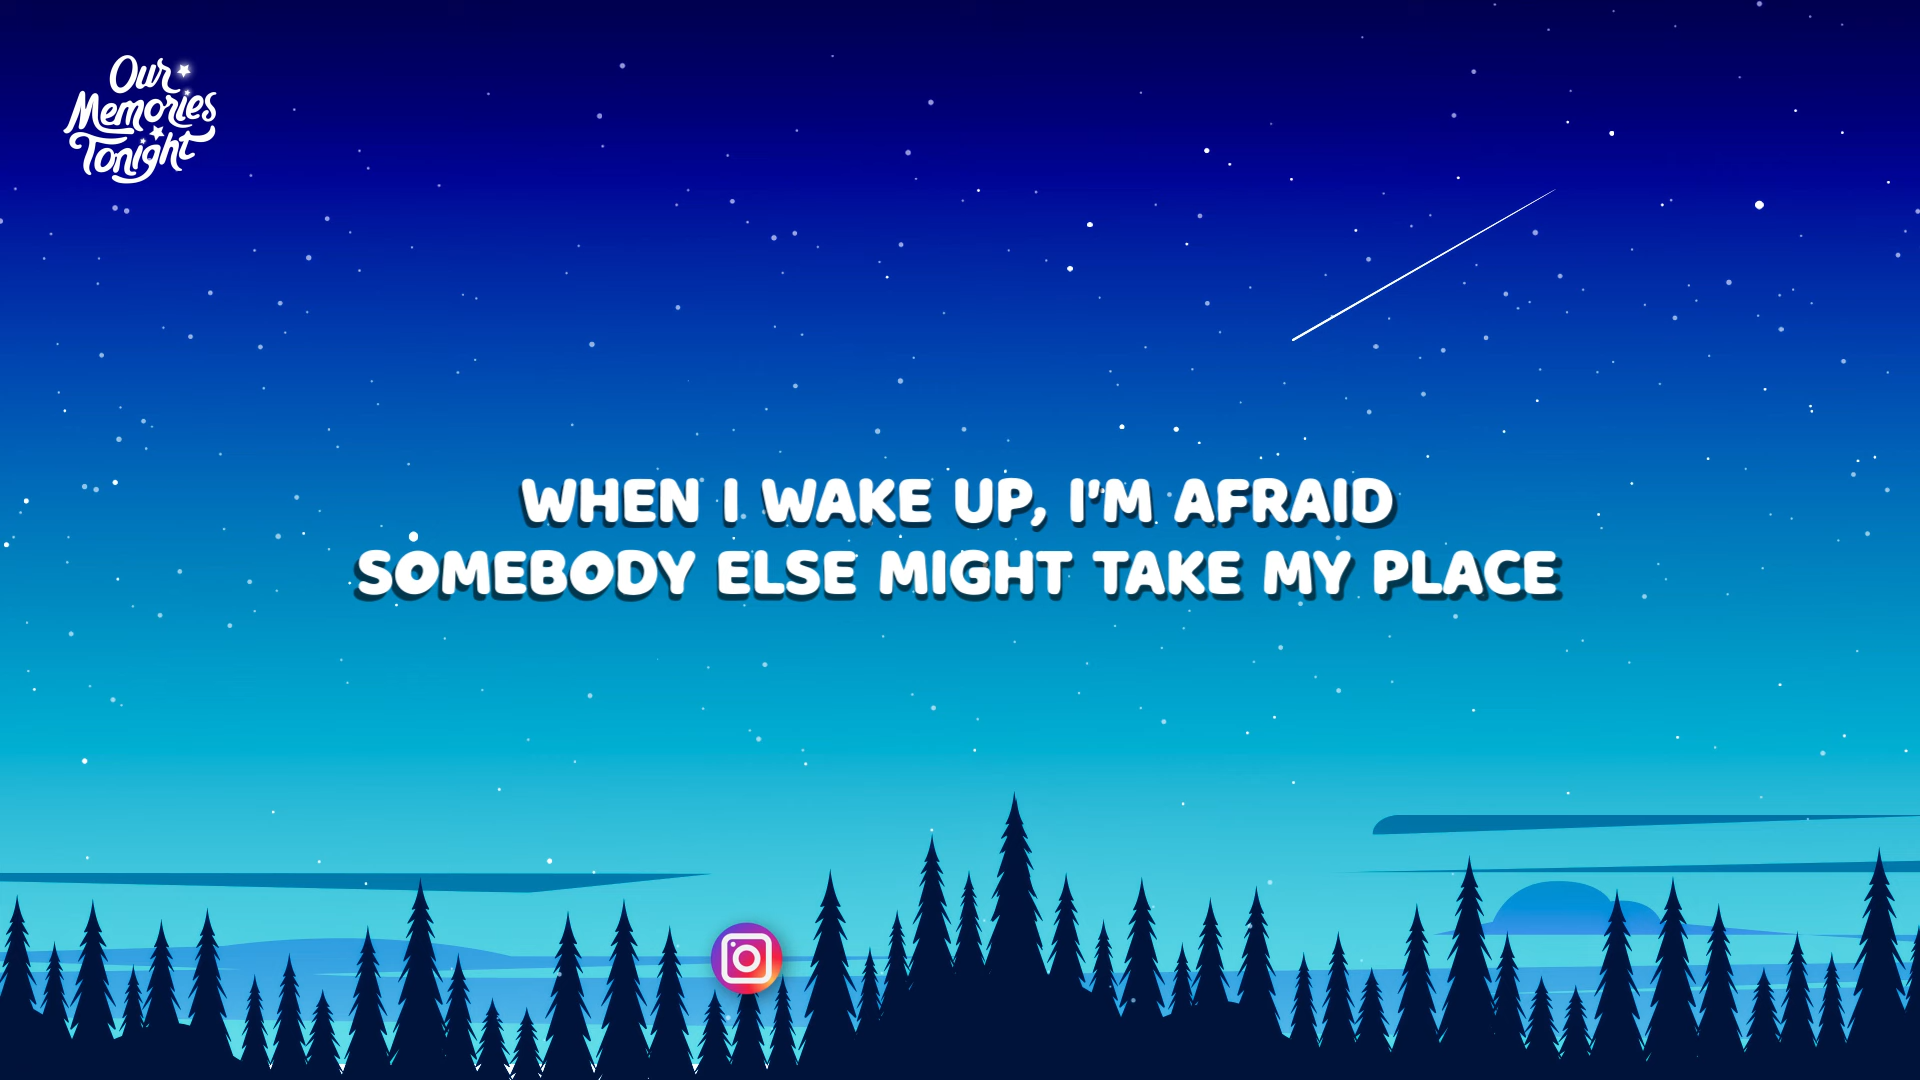 Our
Memories
Tonight
WHEN I WAKE UP, I'M AFRAID
SOMEBODY ELSE MIGHT TAKE MY PLACE